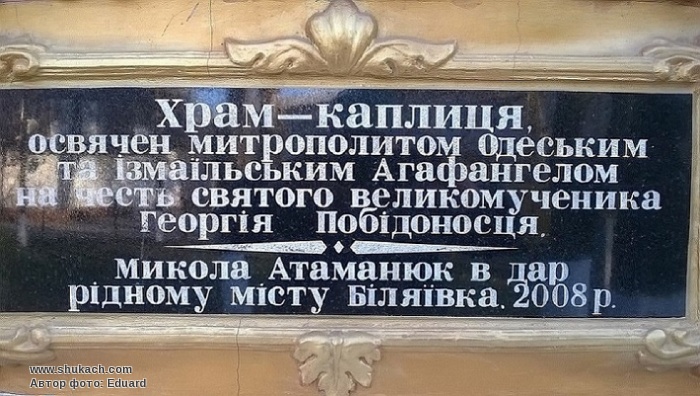 Храм—каплиця,
освячен митрополитом Одеським
та Ізмаїльським Агафангелом
на честь святого великомученика
Георгія Побідоносця.
Микола Атаманюк в дар
рідному місту Біляївка. 2008 р.
www.shukach.com
Автор фото: Eduard